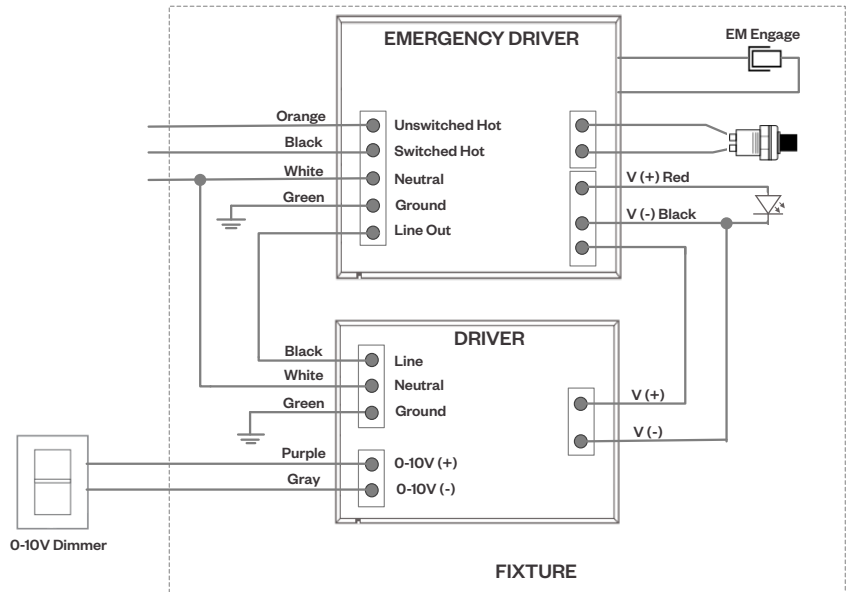 EMERGENCY DRIVER
EM Engage
Orange
Unswitched Hot
Black
Switched Hot
White
Neutral
V (+) Red
Green
Ground
V (-) Black
Line Out
DRIVER
Black
Line
White
Neutral
V (+)
Green
Ground
V (-)
Purple
0-10V (+)
Gray
0-10V (-)
0-10V Dimmer
FIXTURE